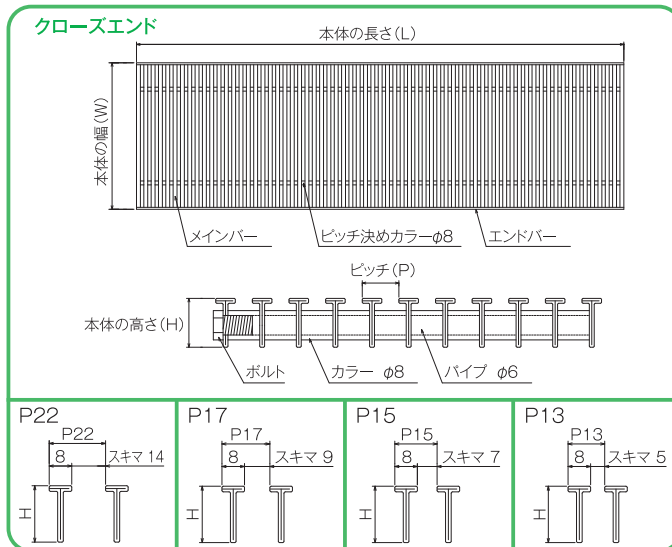 クローズエンド
本体の長さ(L)
本体の幅(W)
メインバー
ピッチ決めカラーφ8
エンドバー
ピッチ(P)
本体の高さ(H)
ボルト
カラー φ8
パイプ φ6
P22
P22
8
スキマ 14
H
P17
P17
8
スキマ 9
H
P15
P15
8
スキマ 7
H
P13
P13
8
スキマ 5
H